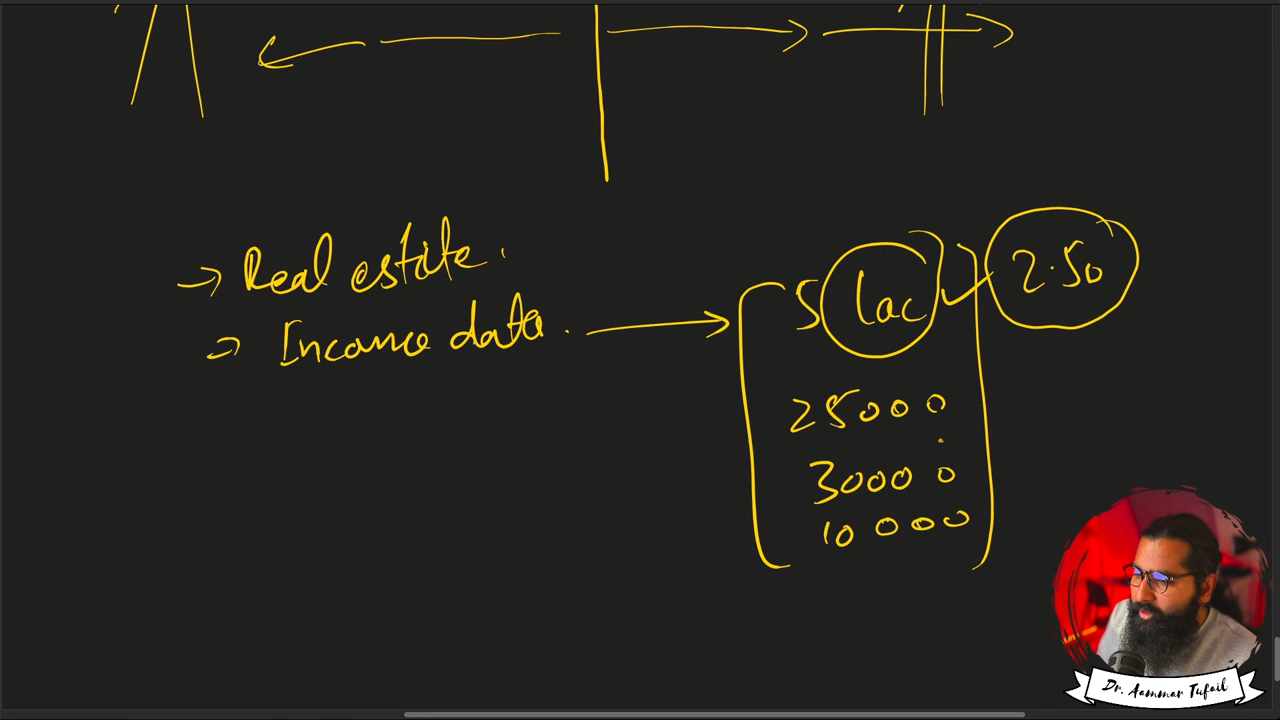 → Real estate.
→ Income data. → 5 lac 2.50
25000
30000
10000
Dr. Aammar Tufail